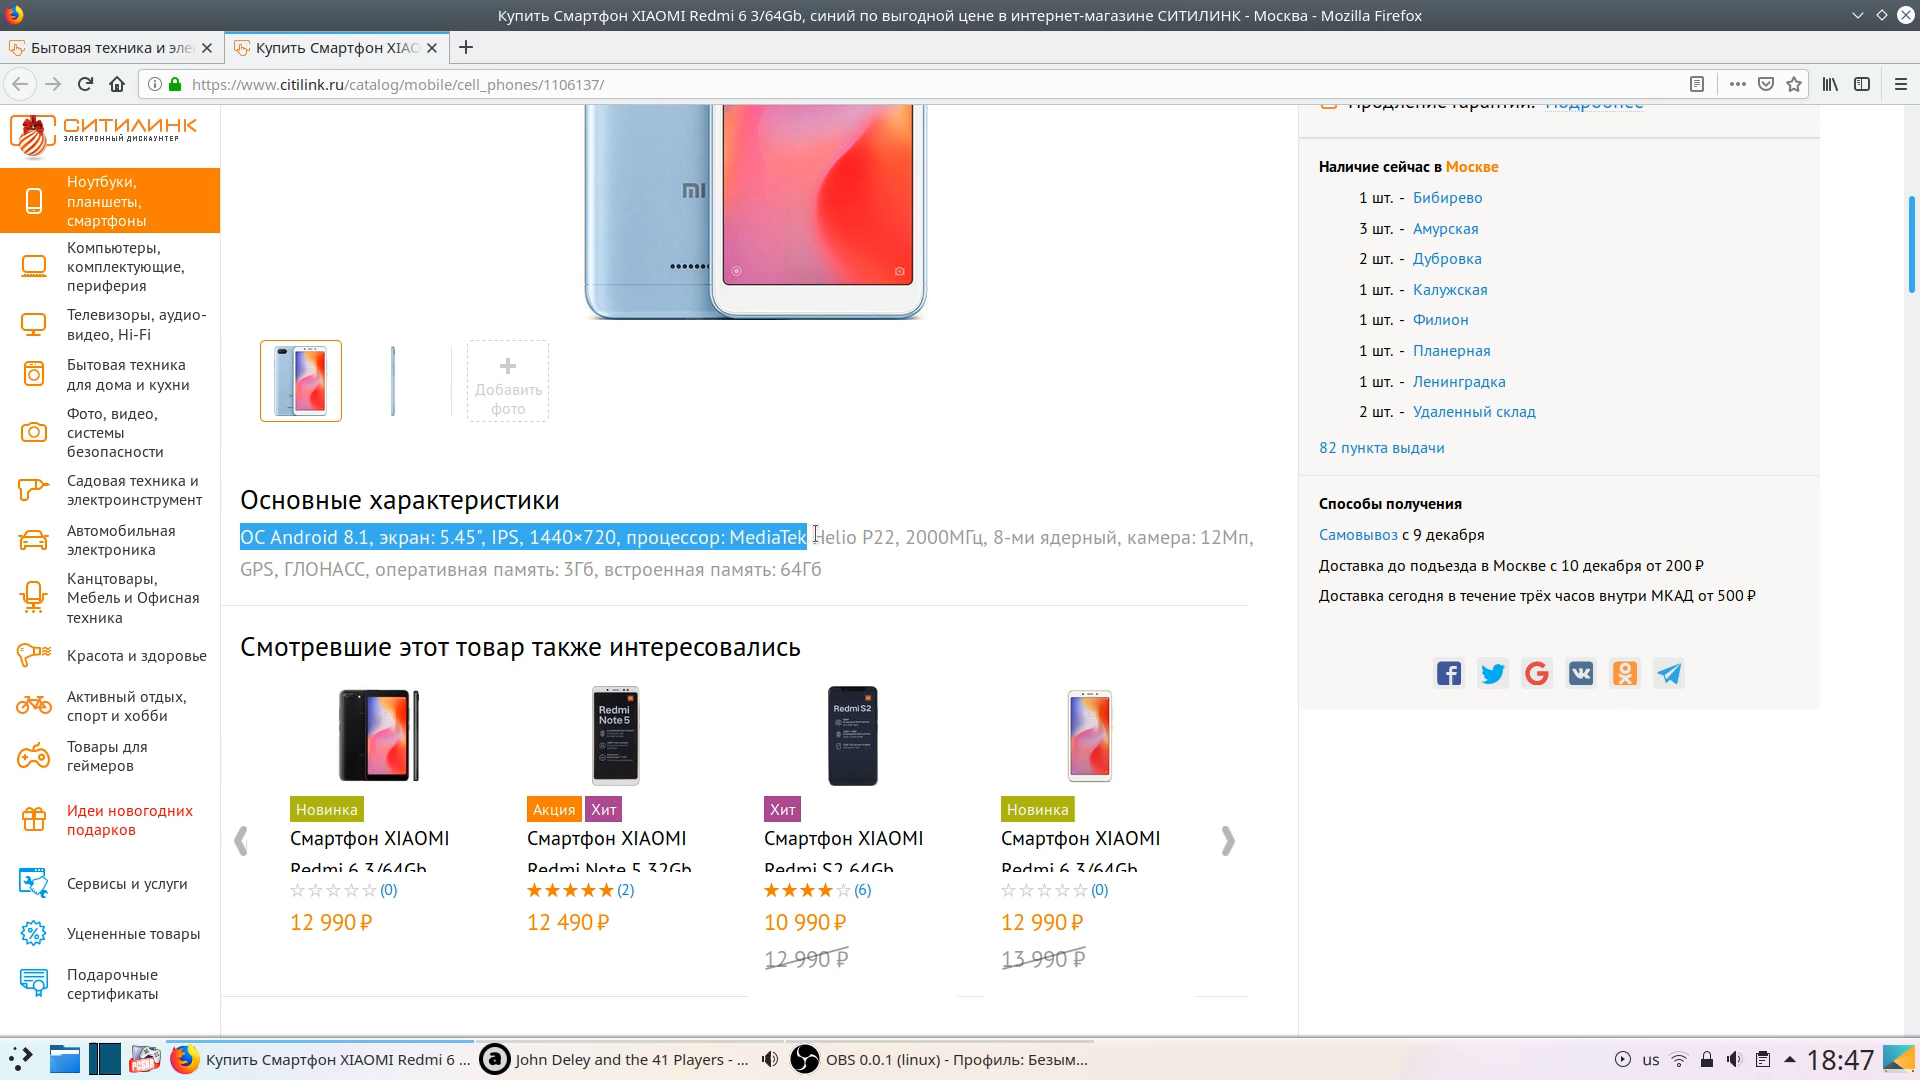 Купить Смартфон XIAOMI Redmi 6 3/64Gb, синий по выгодной цене в интернет-магазине СИТИЛИНК - Москва - Mozilla Firefox
Бытовая техника и эле
Купить Смартфон XIAO
https://www.citilink.ru/catalog/mobile/cell_phones/1106137/
СИТИЛИНК
ЭЛЕКТРОННЫЙ ДИСКАУНТЕР
Ноутбуки,
планшеты,
смартфоны
Компьютеры,
комплектующие,
периферия
Телевизоры, аудио-
видео, Hi-Fi
Бытовая техника
для дома и кухни
Фото, видео,
системы
безопасности
Садовая техника и
электроинструмент
Автомобильная
электроника
Канцтовары,
Мебель и Офисная
техника
Красота и здоровье
Активный отдых,
спорт и хобби
Товары для
геймеров
Идеи новогодних
подарков
Сервисы и услуги
Уцененные товары
Подарочные
сертификаты
mi
Добавить
фото
Основные характеристики
ОС Android 8.1, экран: 5.45", IPS, 1440×720, процессор: MediaTek Helio P22, 2000МГц, 8-ми ядерный, камера: 12Мп,
GPS, ГЛОНАСС, оперативная память: 3Гб, встроенная память: 64Гб
Смотревшие этот товар также интересовались
Redmi
Note 5
Redmi S2
Новинка
Смартфон XIAOMI
Redmi 6 3/64Gb
(0)
12 990 ₽
Акция Хит
Смартфон XIAOMI
Redmi Note 5 32Gb
(2)
12 490 ₽
Хит
Смартфон XIAOMI
Redmi S2 64Gb
(6)
10 990 ₽
12 990 ₽
Новинка
Смартфон XIAOMI
Redmi 6 3/64Gb
(0)
12 990 ₽
13 990 ₽
Продление гарантии. Подробнее
Наличие сейчас в Москве
1 шт. - Бибирево
3 шт. - Амурская
2 шт. - Дубровка
1 шт. - Калужская
1 шт. - Филион
1 шт. - Планерная
1 шт. - Ленинградка
2 шт. - Удаленный склад
82 пункта выдачи
Способы получения
Самовывоз с 9 декабря
Доставка до подъезда в Москве с 10 декабря от 200 ₽
Доставка сегодня в течение трёх часов внутри МКАД от 500 ₽
Купить Смартфон XIAOMI Redmi 6 ...
John Deley and the 41 Players - ...
OBS 0.0.1 (linux) - Профиль: Безым...
us
18:47